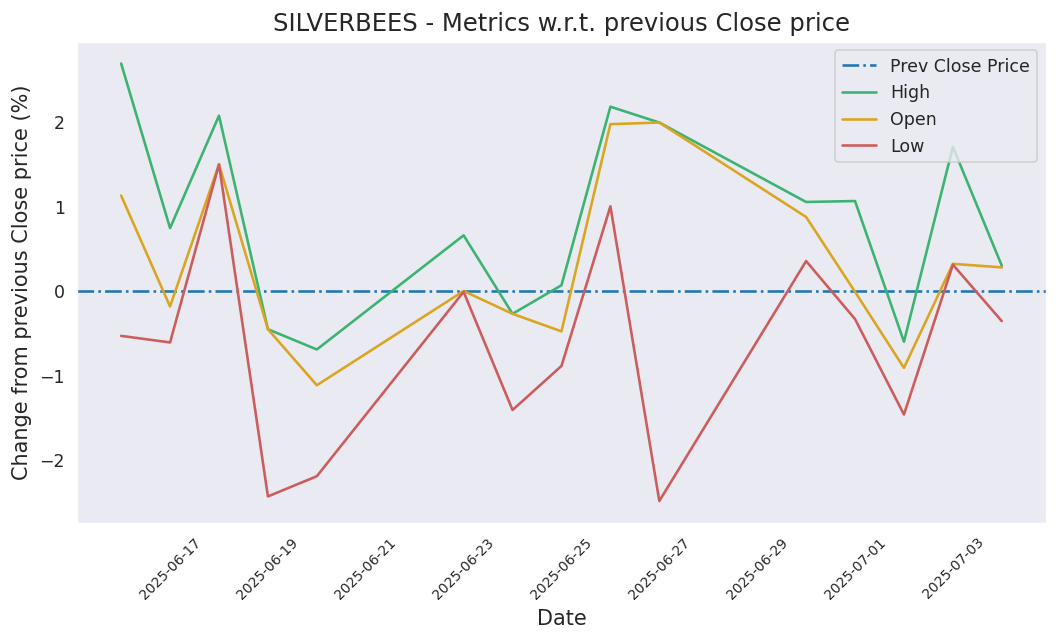 SILVERBEES - Metrics w.r.t. previous Close price
Change from previous Close price (%)
2
1
0
−1
−2
Prev Close Price
High
Open
Low
2025-06-17
2025-06-19
2025-06-21
2025-06-23
2025-06-25
2025-06-27
2025-06-29
2025-07-01
2025-07-03
Date